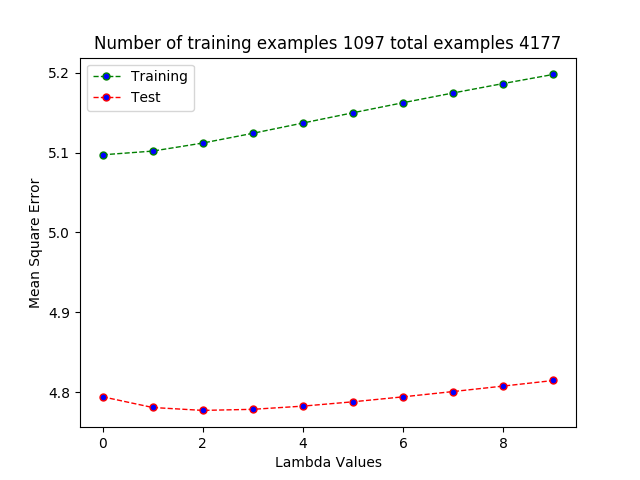 Number of training examples 1097 total examples 4177
Training
Test
5.2
5.1
5.0
4.9
4.8
Mean Square Error
0 2 4 6 8
Lambda Values